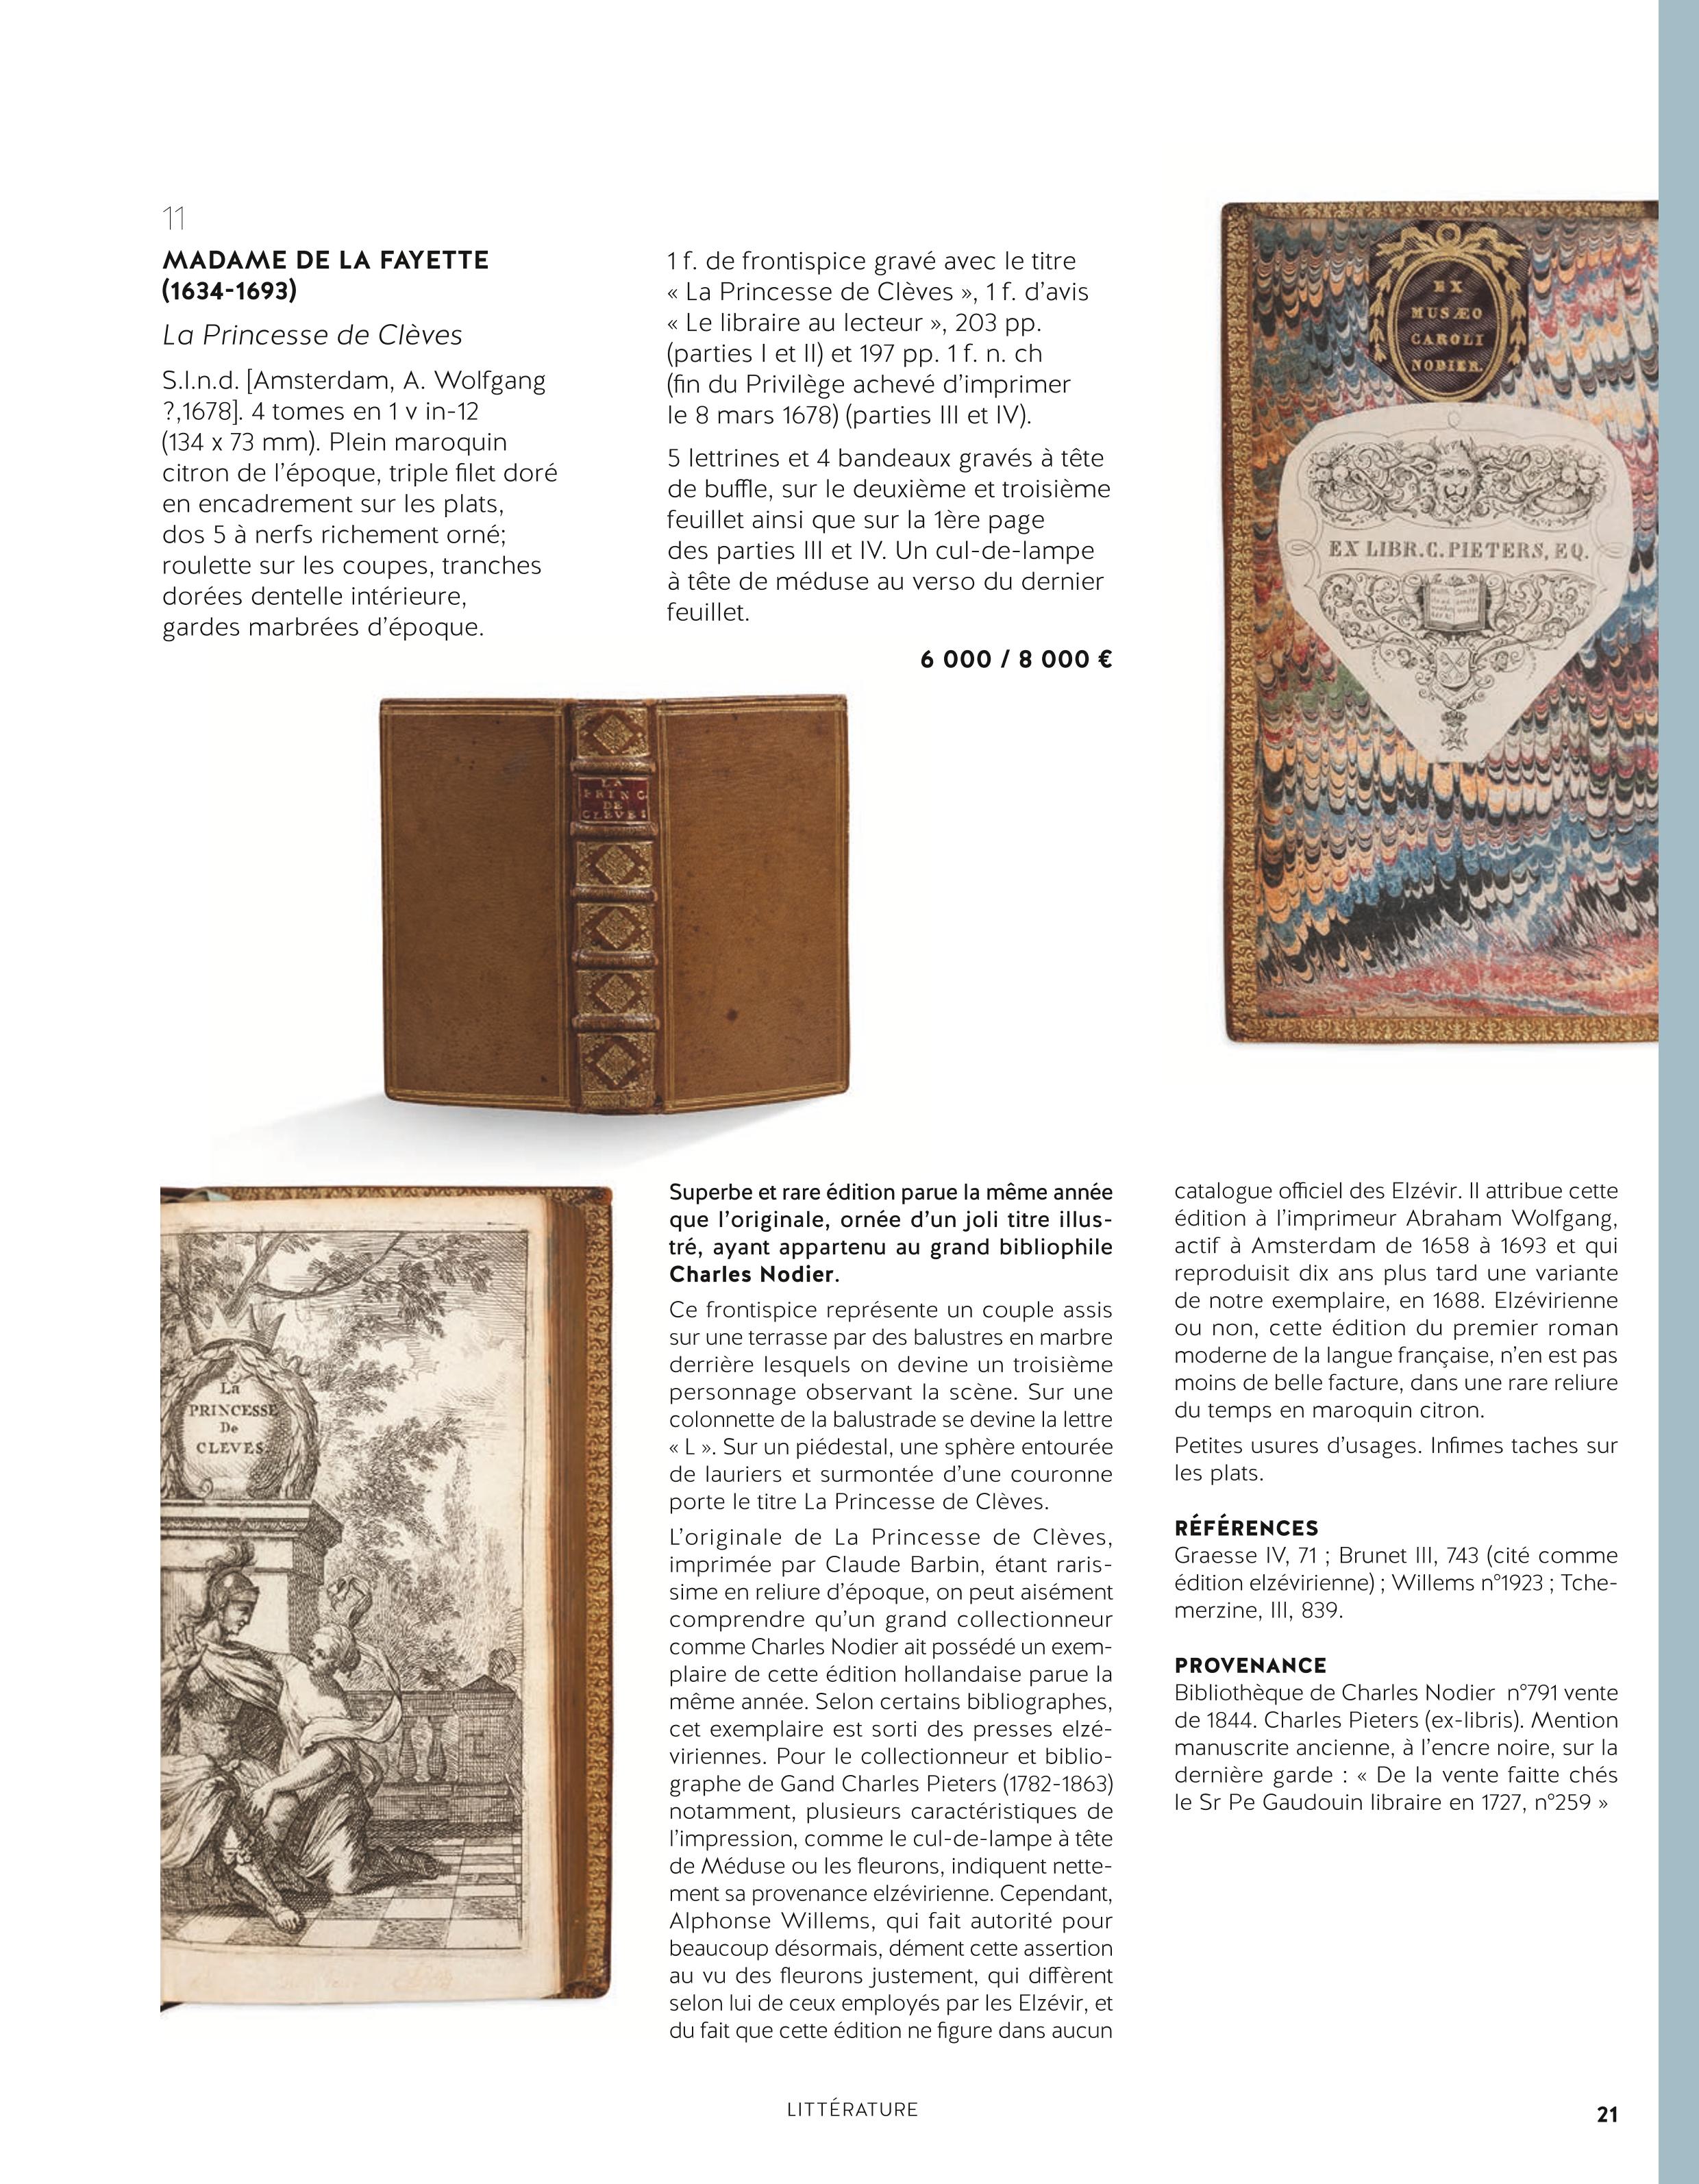 11
MADAME DE LA FAYETTE
(1634-1693)
La Princesse de Clèves
S.l.n.d. [Amsterdam, A. Wolfgang
?,1678]. 4 tomes en 1 v in-12
(134 x 73 mm). Plein maroquin
citron de l’époque, triple filet doré
en encadrement sur les plats,
dos 5 à nerfs richement orné;
roulette sur les coupes, tranches
dorées dentelle intérieure,
gardes marbrées d’époque.
1 f. de frontispice gravé avec le titre
« La Princesse de Clèves », 1 f. d’avis
« Le libraire au lecteur », 203 pp.
(parties I et II) et 197 pp. 1 f. n. ch
(fin du Privilège achevé d’imprimer
le 8 mars 1678) (parties III et IV).
5 lettrines et 4 bandeaux gravés à tête
de buffle, sur le deuxième et troisième
feuillet ainsi que sur la 1ère page
des parties III et IV. Un cul-de-lampe
à tête de méduse au verso du dernier
feuillet.
6 000 / 8 000 €
EX
MUSÆO
CAROLI
NODIER.
EX LIBR. C. PIETERS, EQ.
LA
PRINC
DE
CLEVES
La
PRINCESSE
De
CLEVES
Superbe et rare édition parue la même année
que l’originale, ornée d’un joli titre illus-
tré, ayant appartenu au grand bibliophile
Charles Nodier.
Ce frontispice représente un couple assis
sur une terrasse par des balustres en marbre
derrière lesquels on devine un troisième
personnage observant la scène. Sur une
colonnette de la balustrade se devine la lettre
« L ». Sur un piédestal, une sphère entourée
de lauriers et surmontée d’une couronne
porte le titre La Princesse de Clèves.
L’originale de La Princesse de Clèves,
imprimée par Claude Barbin, étant raris-
sime en reliure d’époque, on peut aisément
comprendre qu’un grand collectionneur
comme Charles Nodier ait possédé un exem-
plaire de cette édition hollandaise parue la
même année. Selon certains bibliographes,
cet exemplaire est sorti des presses elzé-
viriennes. Pour le collectionneur et biblio-
graphe de Gand Charles Pieters (1782-1863)
notamment, plusieurs caractéristiques de
l’impression, comme le cul-de-lampe à tête
de Méduse ou les fleurons, indiquent nette-
ment sa provenance elzévirienne. Cependant,
Alphonse Willems, qui fait autorité pour
beaucoup désormais, dément cette assertion
au vu des fleurons justement, qui diffèrent
selon lui de ceux employés par les Elzévir, et
du fait que cette édition ne figure dans aucun
catalogue officiel des Elzévir. Il attribue cette
édition à l’imprimeur Abraham Wolfgang,
actif à Amsterdam de 1658 à 1693 et qui
reproduisit dix ans plus tard une variante
de notre exemplaire, en 1688. Elzévirienne
ou non, cette édition du premier roman
moderne de la langue française, n’en est pas
moins de belle facture, dans une rare reliure
du temps en maroquin citron.
Petites usures d’usages. Infimes taches sur
les plats.
RÉFÉRENCES
Graesse IV, 71 ; Brunet III, 743 (cité comme
édition elzévirienne) ; Willems n°1923 ; Tche-
merzine, III, 839.
PROVENANCE
Bibliothèque de Charles Nodier n°791 vente
de 1844. Charles Pieters (ex-libris). Mention
manuscrite ancienne, à l’encre noire, sur la
dernière garde : « De la vente faitte chés
le Sr Pe Gaudouin libraire en 1727, n°259 »
LITTÉRATURE
21